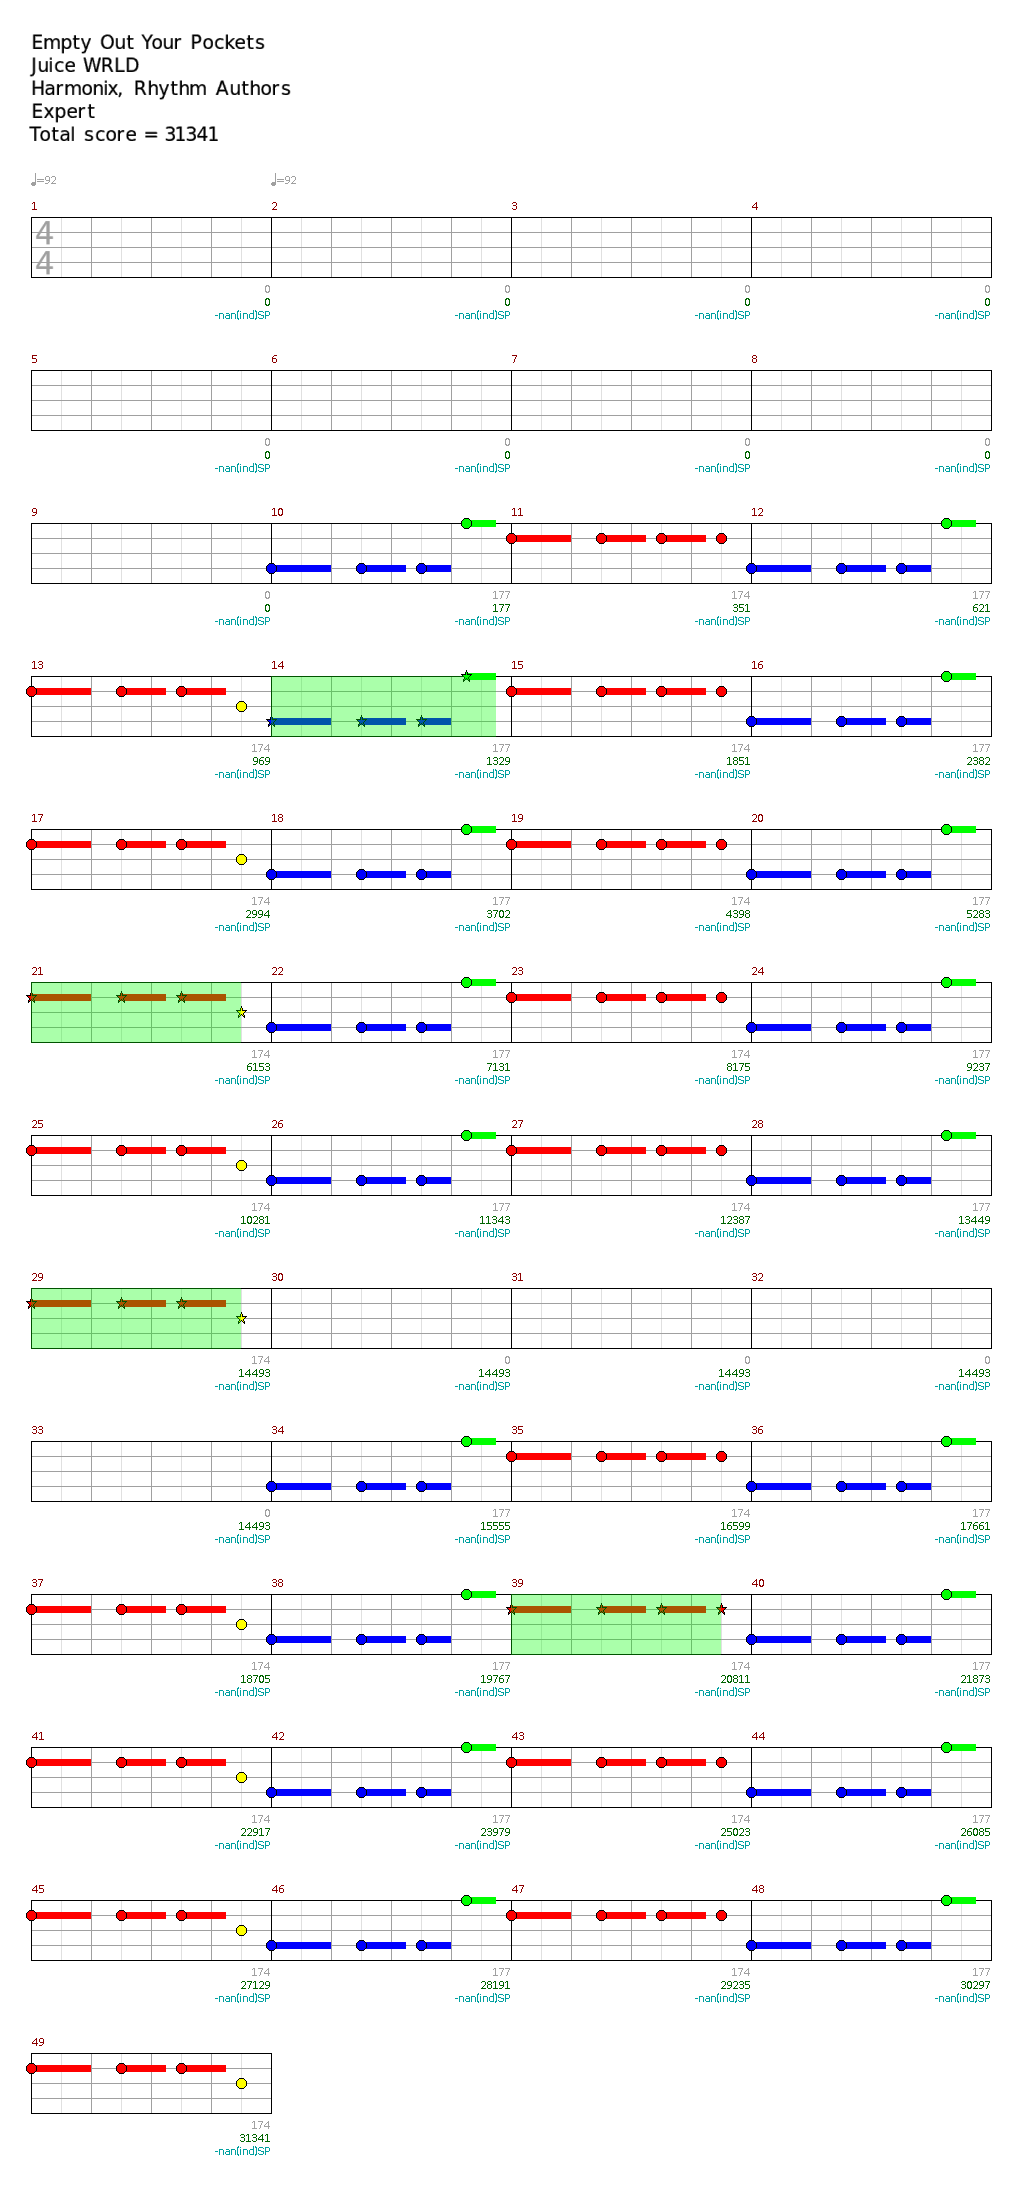 Empty Out Your Pockets
Juice WRLD
Harmonix, Rhythm Authors
Expert
Total score = 31341
♩=92 ♩=92
1 2 3 4
4
4
0 0 0 0
0 0 0 0
-nan(ind)SP -nan(ind)SP -nan(ind)SP -nan(ind)SP
5 6 7 8
0 0 0 0
0 0 0 0
-nan(ind)SP -nan(ind)SP -nan(ind)SP -nan(ind)SP
9 10 11 12
0 177 174 177
0 177 351 621
-nan(ind)SP -nan(ind)SP -nan(ind)SP -nan(ind)SP
13 14 15 16
174 177 174 177
969 1329 1851 2382
-nan(ind)SP -nan(ind)SP -nan(ind)SP -nan(ind)SP
17 18 19 20
174 177 174 177
2994 3702 4398 5283
-nan(ind)SP -nan(ind)SP -nan(ind)SP -nan(ind)SP
21 22 23 24
174 177 174 177
6153 7131 8175 9237
-nan(ind)SP -nan(ind)SP -nan(ind)SP -nan(ind)SP
25 26 27 28
174 177 174 177
10281 11343 12387 13449
-nan(ind)SP -nan(ind)SP -nan(ind)SP -nan(ind)SP
29 30 31 32
174 0 0 0
14493 14493 14493 14493
-nan(ind)SP -nan(ind)SP -nan(ind)SP -nan(ind)SP
33 34 35 36
0 177 174 177
14493 15555 16599 17661
-nan(ind)SP -nan(ind)SP -nan(ind)SP -nan(ind)SP
37 38 39 40
174 177 174 177
18705 19767 20811 21873
-nan(ind)SP -nan(ind)SP -nan(ind)SP -nan(ind)SP
41 42 43 44
174 177 174 177
22917 23979 25023 26085
-nan(ind)SP -nan(ind)SP -nan(ind)SP -nan(ind)SP
45 46 47 48
174 177 174 177
27129 28191 29235 30297
-nan(ind)SP -nan(ind)SP -nan(ind)SP -nan(ind)SP
49
174
31341
-nan(ind)SP